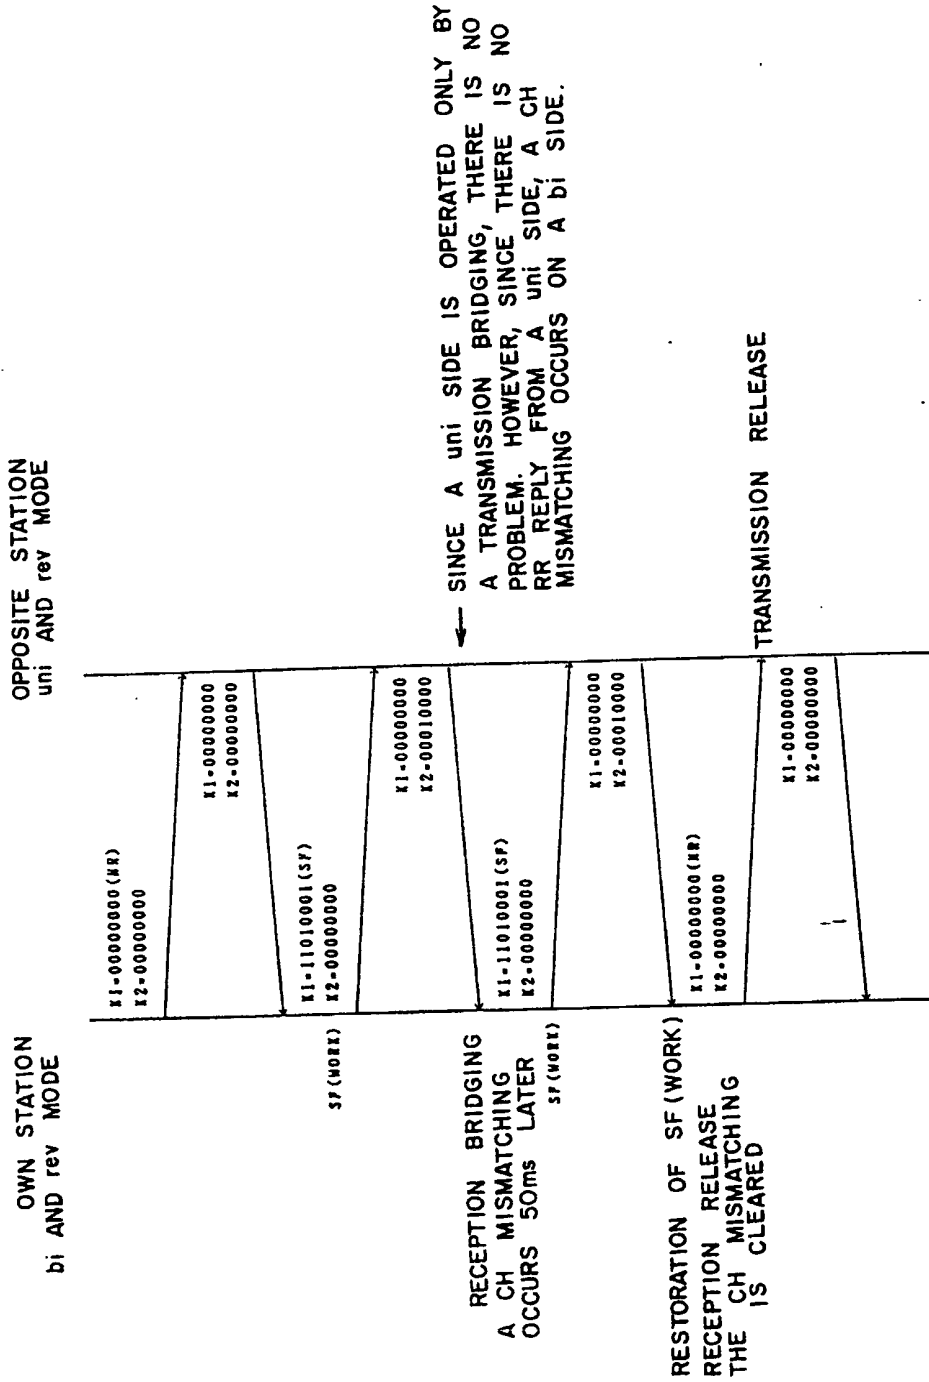 OWN STATION
bi AND rev MODE
OPPOSITE STATION
uni AND rev MODE
K1=00000000(NR)
K2=00000000
K1=00000000
K2=00000000
SF(WORK)
K1=11010001(SF)
K2=00000000
K1=00000000
K2=00010000
RECEPTION BRIDGING
A CH MISMATCHING
OCCURS 50ms LATER
← SINCE A uni SIDE IS OPERATED ONLY BY
A TRANSMISSION BRIDGING, THERE IS NO
PROBLEM. HOWEVER, SINCE THERE IS NO
RR REPLY FROM A uni SIDE, A CH
MISMATCHING OCCURS ON A bi SIDE.
SF(WORK)
K1=11010001(SF)
K2=00000000
K1=00000000
K2=00010000
RESTORATION OF SF(WORK)
RECEPTION RELEASE
THE CH MISMATCHING
IS CLEARED
K1=00000000(NR)
K2=00000000
TRANSMISSION RELEASE
K1=00000000
K2=00000000